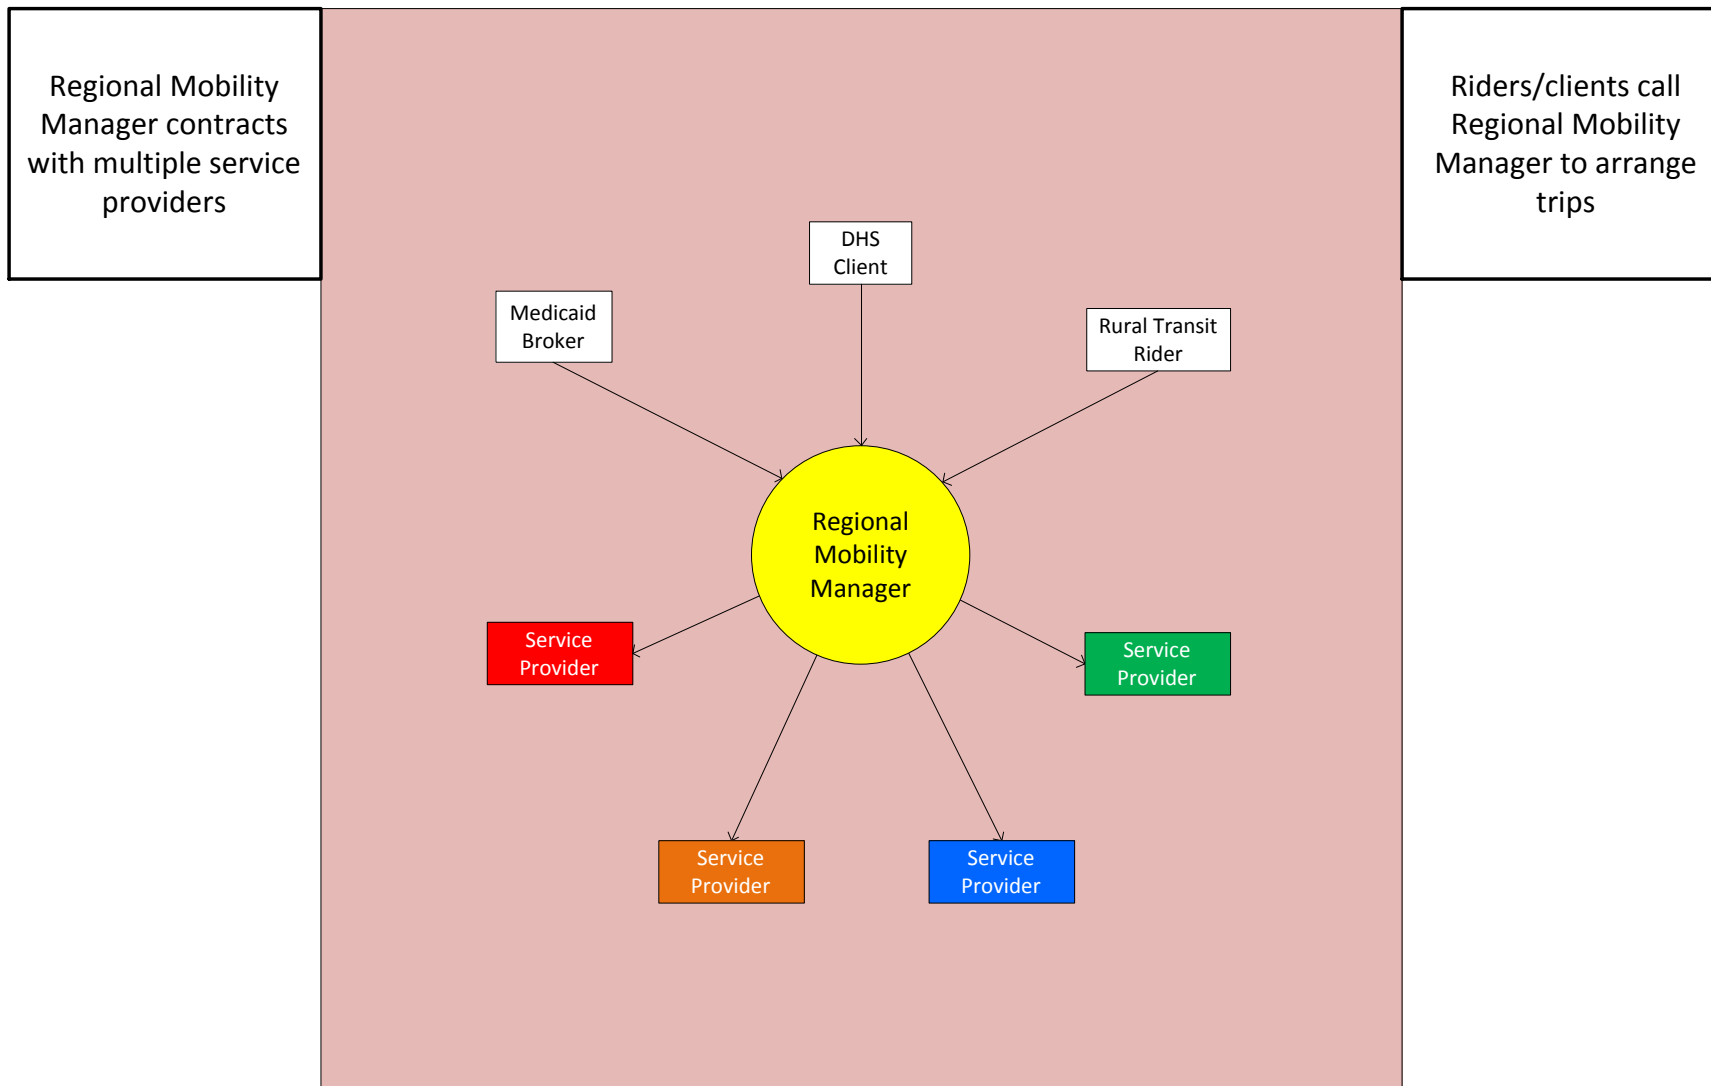 Regional Mobility
Manager contracts
with multiple service
providers
Riders/clients call
Regional Mobility
Manager to arrange
trips
DHS
Client
Medicaid
Broker
Rural Transit
Rider
Regional
Mobility
Manager
Service
Provider
Service
Provider
Service
Provider
Service
Provider